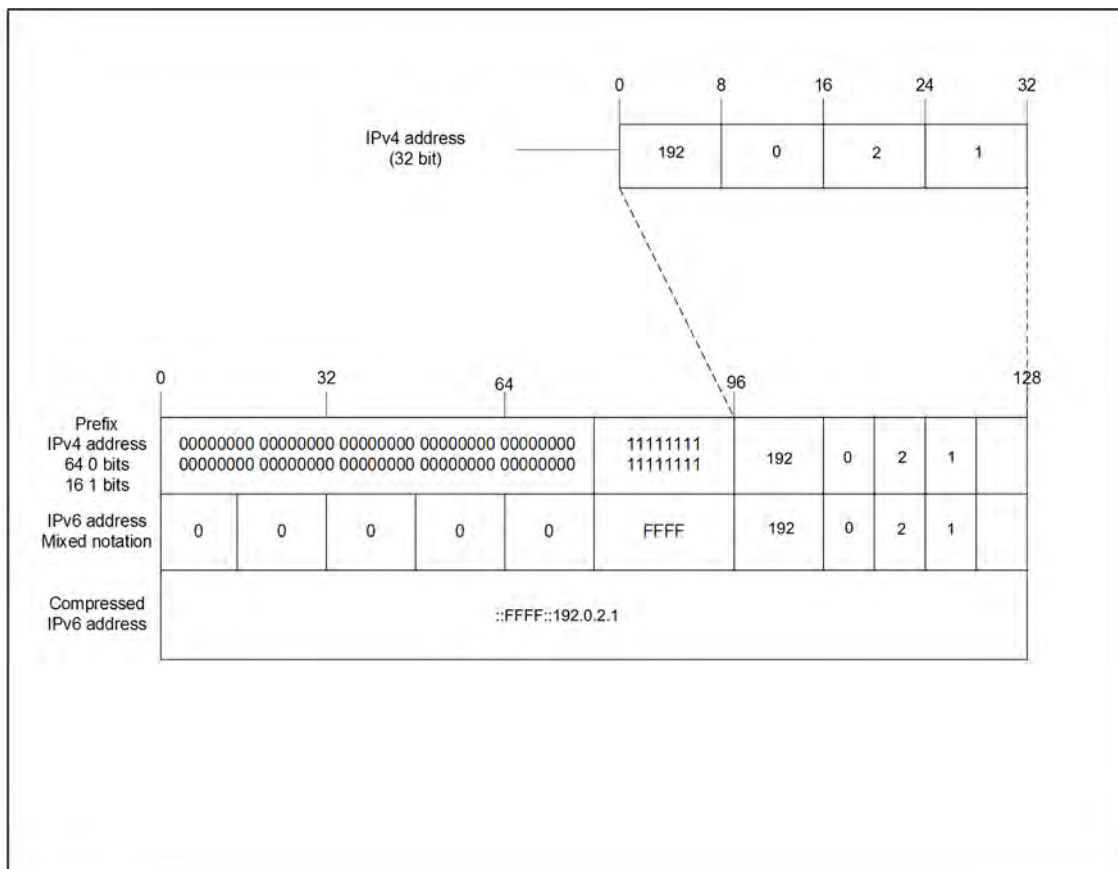 0 8 16 24 32
IPv4 address
(32 bit)
192 0 2 1
0 32 64 96 128
Prefix
IPv4 address
64 0 bits
16 1 bits
00000000 00000000 00000000 00000000 00000000
00000000 00000000 00000000 00000000 00000000
11111111
11111111
192 0 2 1
IPv6 address
Mixed notation
0 0 0 0 0 FFFF 192 0 2 1
Compressed
IPv6 address
::FFFF::192.0.2.1